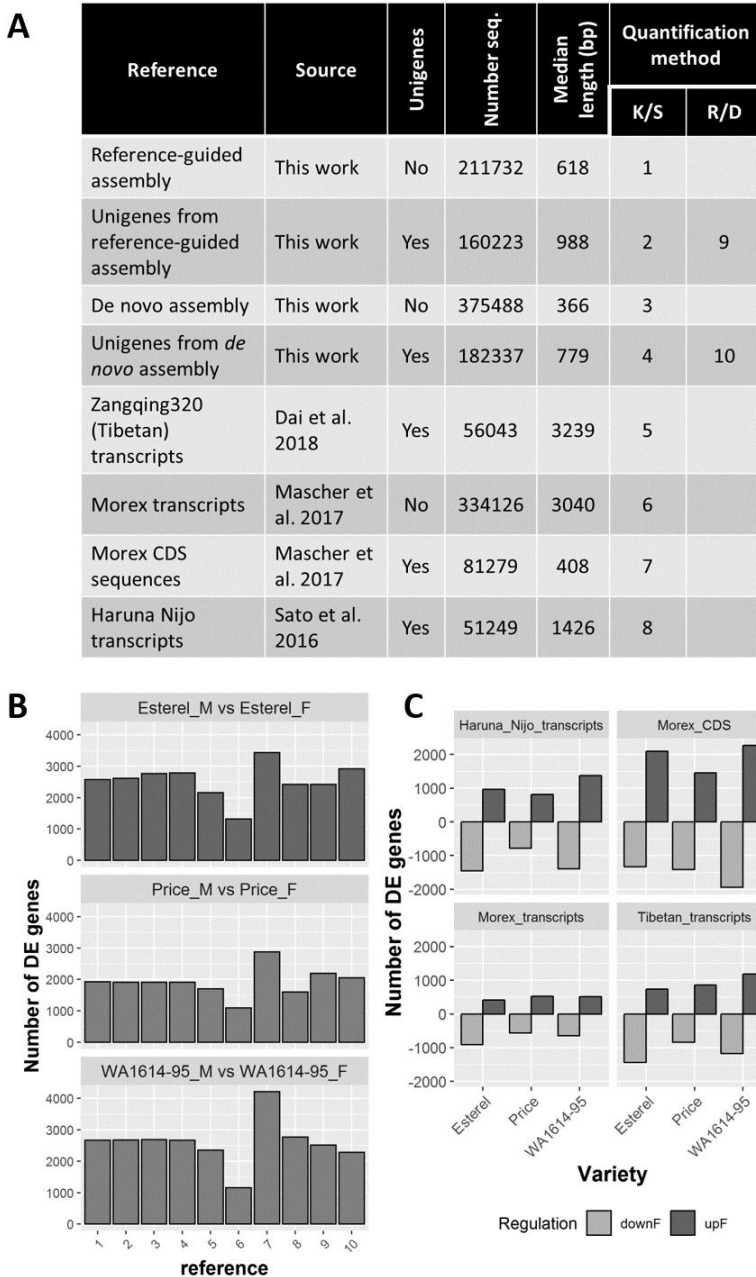 A
Reference
Source
Unigenes
Number seq.
Median
length (bp)
Quantification
method
K/S
R/D
Reference-guided
assembly
This work
No
211732
618
1
Unigenes from
reference-guided
assembly
This work
Yes
160223
988
2
9
De novo assembly
This work
No
375488
366
3
Unigenes from de
novo assembly
This work
Yes
182337
779
4
10
Zangqing320
(Tibetan)
transcripts
Dai et al.
2018
Yes
56043
3239
5
Morex transcripts
Mascher et
al. 2017
No
334126
3040
6
Morex CDS
sequences
Mascher et
al. 2017
Yes
81279
408
7
Haruna Nijo
transcripts
Sato et al.
2016
Yes
51249
1426
8
B
Number of DE genes
Esterel_M vs Esterel_F
4000
3000
2000
1000
0
Price_M vs Price_F
4000
3000
2000
1000
0
WA1614-95_M vs WA1614-95_F
4000
3000
2000
1000
0
1
2
3
4
5
6
7
8
9
10
reference
C
Number of DE genes
Haruna_Nijo_transcripts
Morex_CDS
2000
1000
0
-1000
-2000
Morex_transcripts
Tibetan_transcripts
2000
1000
0
-1000
-2000
Esterel
Price
WA1614-95
Esterel
Price
WA1614-95
Variety
Regulation
downF
upF